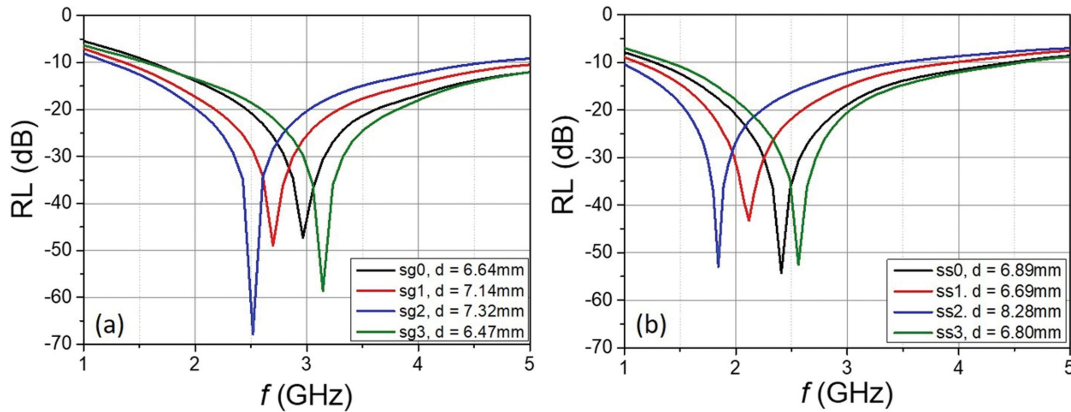 0
-10
-20
-30
-40
-50
-60
-70
RL (dB)
1
2
3
4
5
f (GHz)
(a)
sg0, d = 6.64mm
sg1, d = 7.14mm
sg2, d = 7.32mm
sg3, d = 6.47mm
0
-10
-20
-30
-40
-50
-60
-70
RL (dB)
1
2
3
4
5
f (GHz)
(b)
ss0, d = 6.89mm
ss1. d = 6.69mm
ss2. d = 8.28mm
ss3, d = 6.80mm